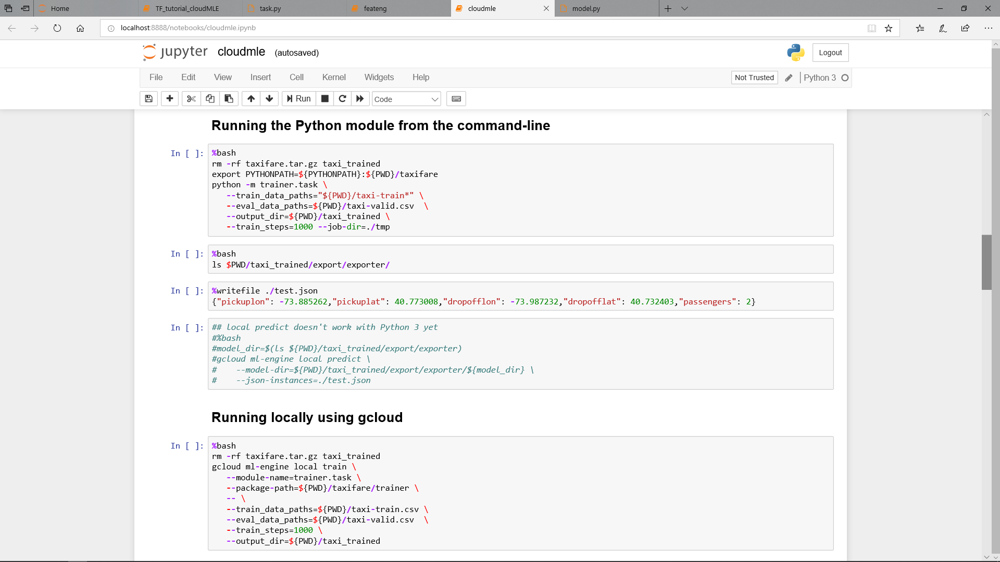 Home
TF_tutorial_cloudMLE
task.py
feateng
cloudmle
model.py
localhost:8888/notebooks/cloudmle.ipynb
jupyter cloudmle (autosaved)
Logout
File Edit View Insert Cell Kernel Widgets Help
Not Trusted
Python 3
Run
Code
Running the Python module from the command-line
In [ ]:
%bash
rm -rf taxifare.tar.gz taxi_trained
export PYTHONPATH=${PYTHONPATH}:${PWD}/taxifare
python -m trainer.task \
--train_data_paths="${PWD}/taxi-train*" \
--eval_data_paths=${PWD}/taxi-valid.csv \
--output_dir=${PWD}/taxi_trained \
--train_steps=1000 --job-dir=./tmp
In [ ]:
%bash
ls $PWD/taxi_trained/export/exporter/
In [ ]:
%writefile ./test.json
{"pickuplon": -73.885262,"pickuplat": 40.773008,"dropofflon": -73.987232,"dropofflat": 40.732403,"passengers": 2}
In [ ]:
## local predict doesn't work with Python 3 yet
#%bash
#model_dir=$(ls ${PWD}/taxi_trained/export/exporter)
#gcloud ml-engine local predict \
# --model-dir=${PWD}/taxi_trained/export/exporter/${model_dir} \
# --json-instances=./test.json
Running locally using gcloud
In [ ]:
%bash
rm -rf taxifare.tar.gz taxi_trained
gcloud ml-engine local train \
--module-name=trainer.task \
--package-path=${PWD}/taxifare/trainer \
-- \
--train_data_paths=${PWD}/taxi-train.csv \
--eval_data_paths=${PWD}/taxi-valid.csv \
--train_steps=1000 \
--output_dir=${PWD}/taxi_trained